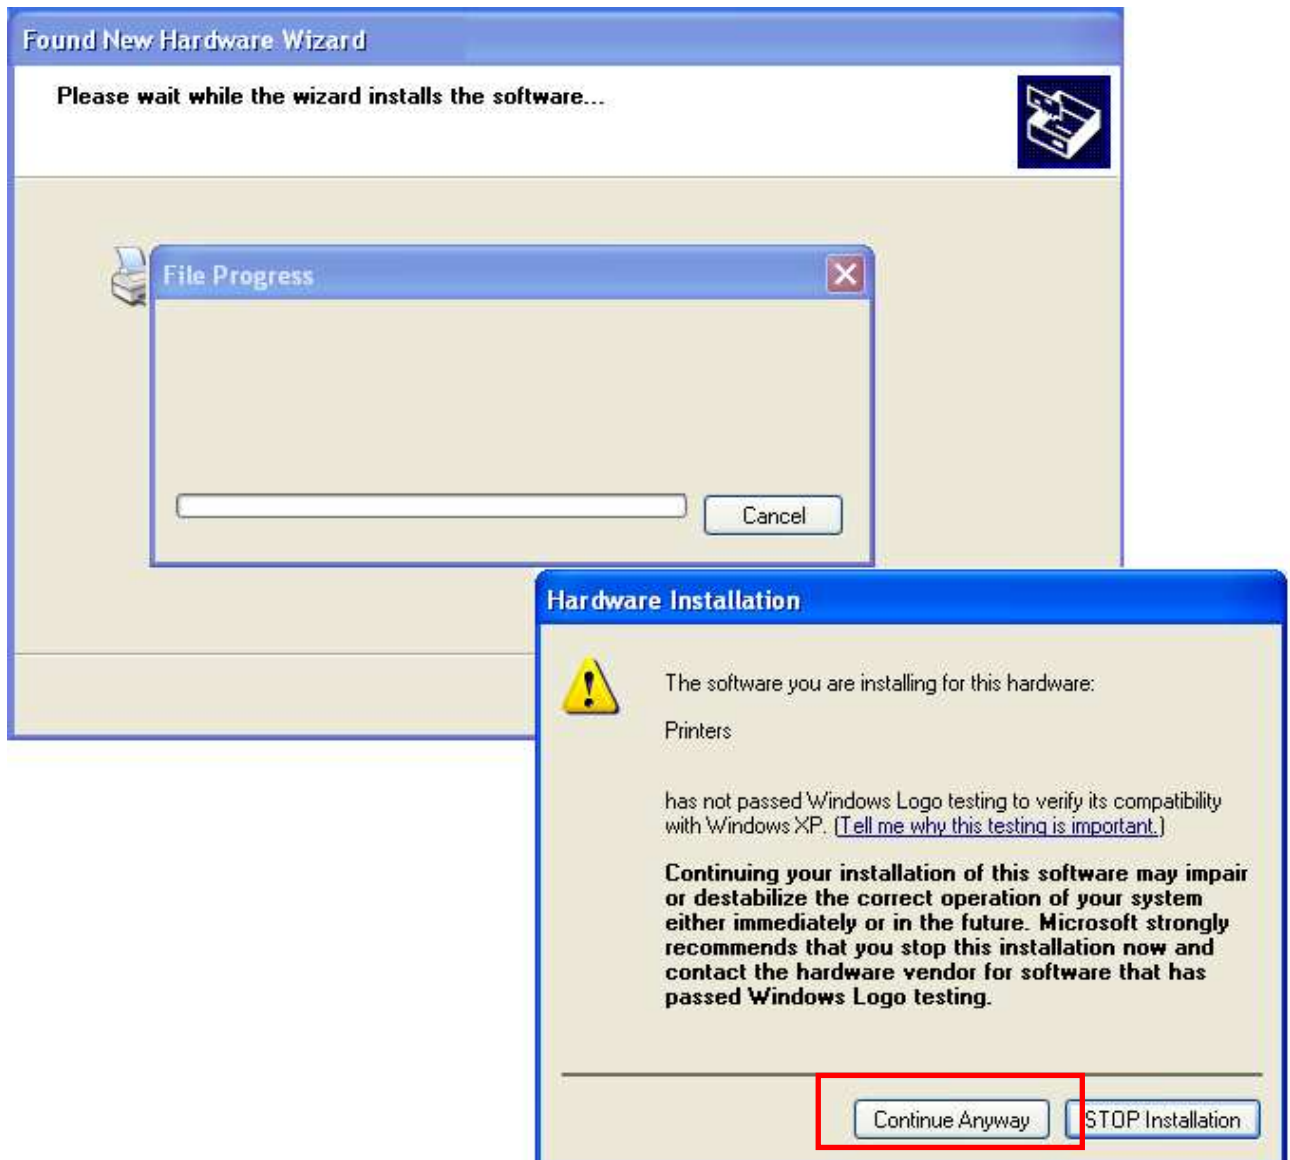 Found New Hardware Wizard
Please wait while the wizard installs the software...
File Progress
Cancel
Hardware Installation
The software you are installing for this hardware:
Printers
has not passed Windows Logo testing to verify its compatibility
with Windows XP. (Tell me why this testing is important.)
Continuing your installation of this software may impair
or destabilize the correct operation of your system
either immediately or in the future. Microsoft strongly
recommends that you stop this installation now and
contact the hardware vendor for software that has
passed Windows Logo testing.
Continue Anyway STOP Installation